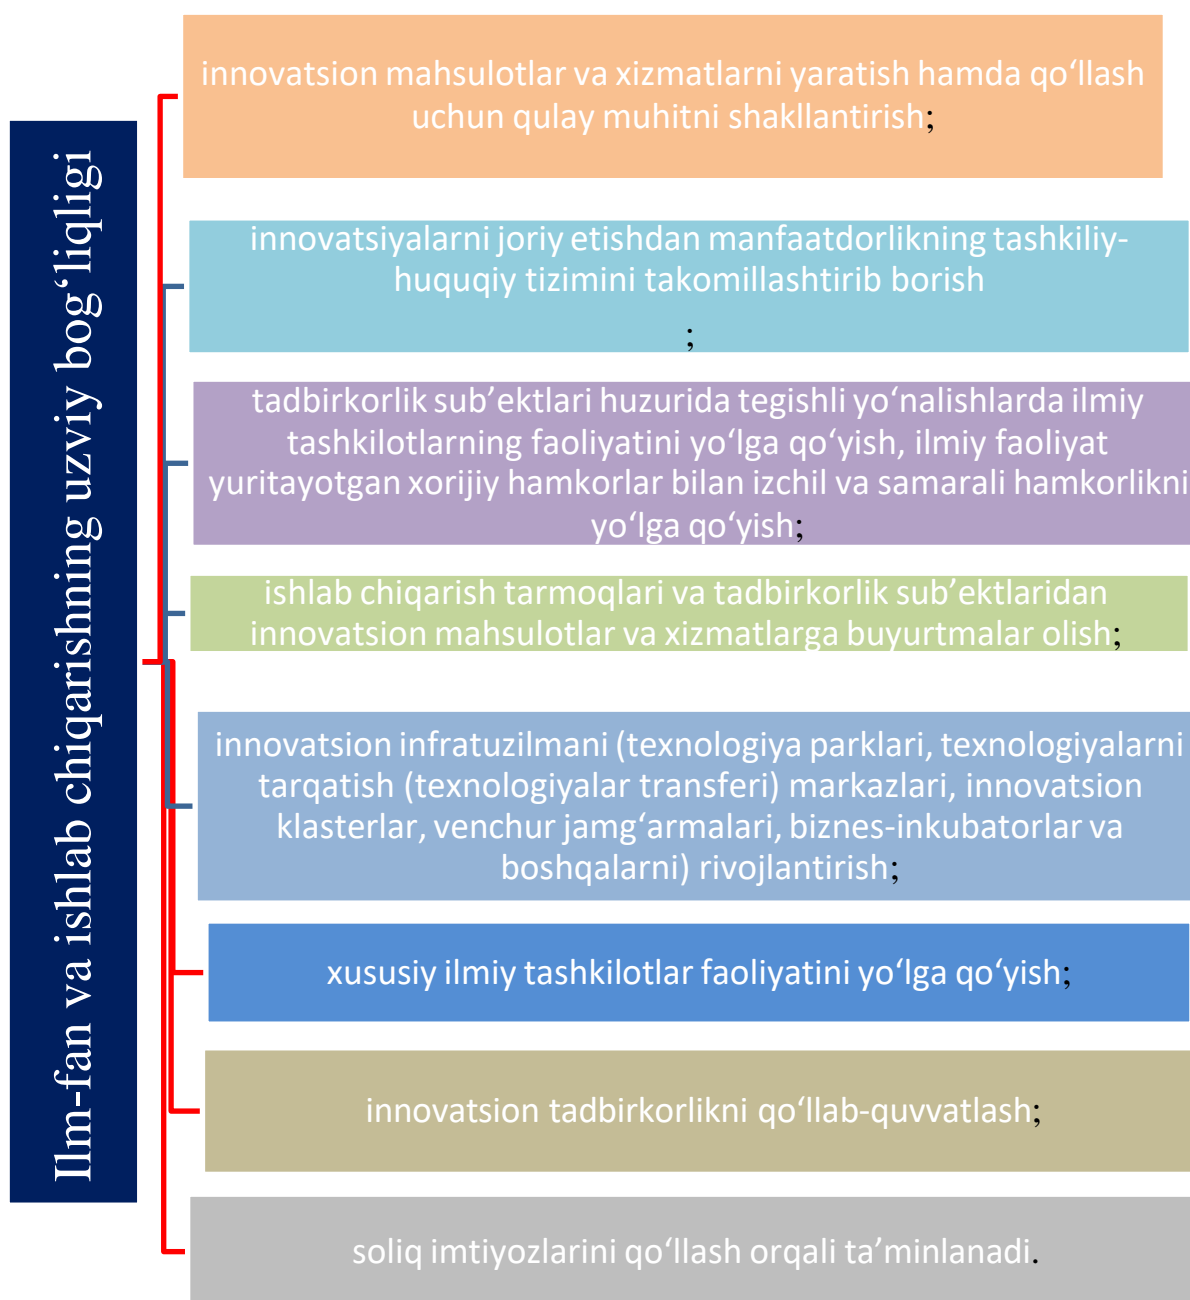 Ilm-fan va ishlab chiqarishning uzviy bog‘liqligi
innovatsion mahsulotlar va xizmatlarni yaratish hamda qo‘llash
uchun qulay muhitni shakllantirish;
innovatsiyalarni joriy etishdan manfaatdorlikning tashkiliy-
huquqiy tizimini takomillashtirib borish
;
tadbirkorlik sub’ektlari huzurida tegishli yo‘nalishlarda ilmiy
tashkilotlarning faoliyatini yo‘lga qo‘yish, ilmiy faoliyat
yuritayotgan xorijiy hamkorlar bilan izchil va samarali hamkorlikni
yo‘lga qo‘yish;
ishlab chiqarish tarmoqlari va tadbirkorlik sub’ektlaridan
innovatsion mahsulotlar va xizmatlarga buyurtmalar olish;
innovatsion infratuzilmani (texnologiya parklari, texnologiyalarni
tarqatish (texnologiyalar transferi) markazlari, innovatsion
klasterlar, venchur jamg‘armalari, biznes-inkubatorlar va
boshqalarni) rivojlantirish;
xususiy ilmiy tashkilotlar faoliyatini yo‘lga qo‘yish;
innovatsion tadbirkorlikni qo‘llab-quvvatlash;
soliq imtiyozlarini qo‘llash orqali ta’minlanadi.